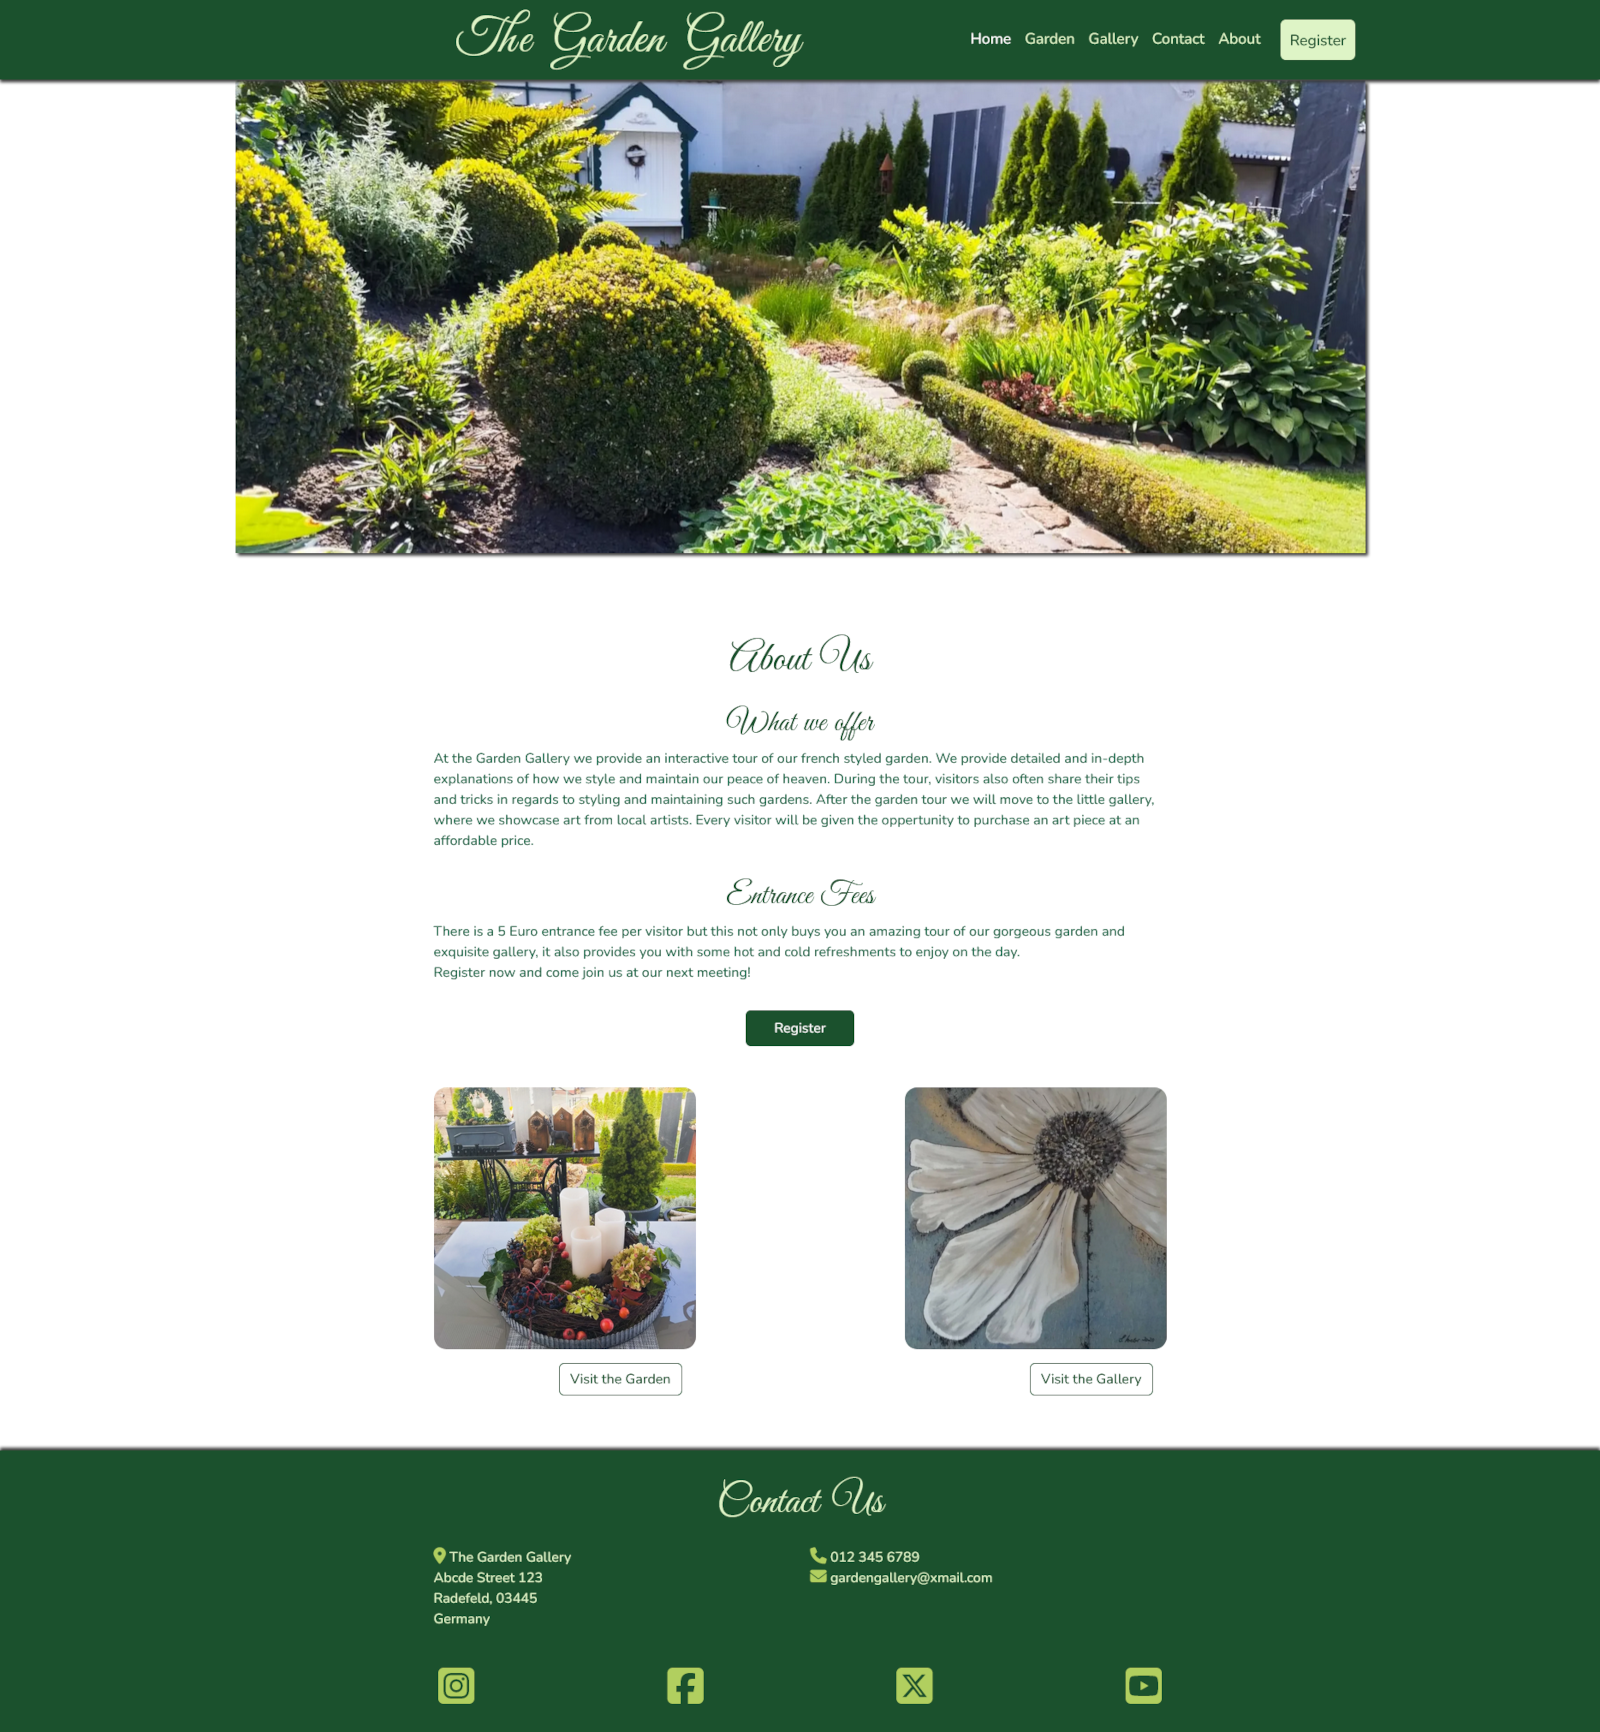 The Garden Gallery
Home Garden Gallery Contact About Register
About Us
What we offer
At the Garden Gallery we provide an interactive tour of our french styled garden. We provide detailed and in-depth
explanations of how we style and maintain our peace of heaven. During the tour, visitors also often share their tips
and tricks in regards to styling and maintaining such gardens. After the garden tour we will move to the little gallery,
where we showcase art from local artists. Every visitor will be given the oppertunity to purchase an art piece at an
affordable price.
Entrance Fees
There is a 5 Euro entrance fee per visitor but this not only buys you an amazing tour of our gorgeous garden and
exquisite gallery, it also provides you with some hot and cold refreshments to enjoy on the day.
Register now and come join us at our next meeting!
Register
Visit the Garden
Visit the Gallery
Contact Us
The Garden Gallery
Abcde Street 123
Radefeld, 03445
Germany
012 345 6789
gardengallery@xmail.com